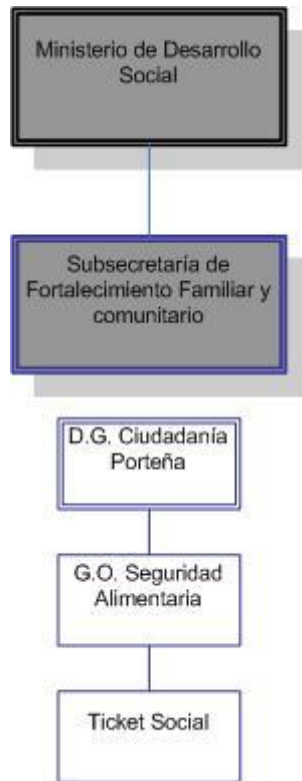 Ministerio de Desarrollo
Social
Subsecretaría de
Fortalecimiento Familiar y
comunitario
D.G. Ciudadanía
Porteña
G.O. Seguridad
Alimentaria
Ticket Social